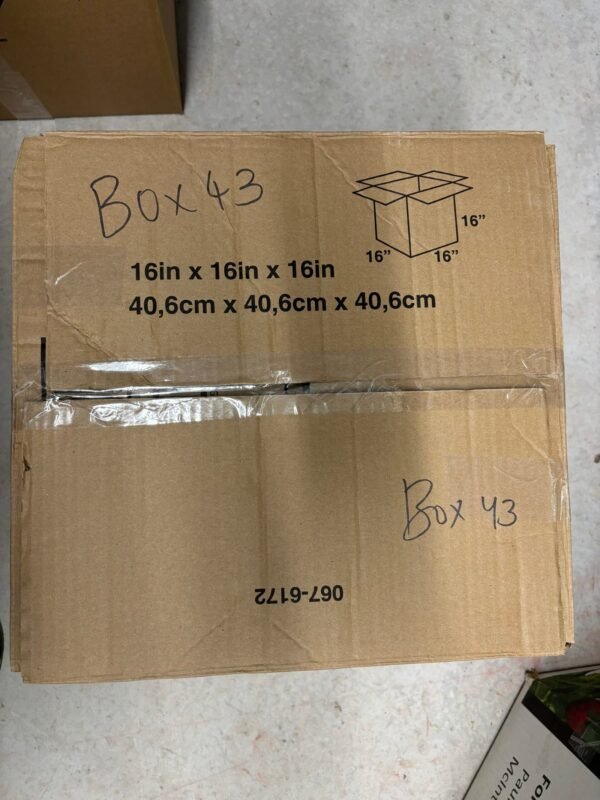 Box 43
16"
16"
16"
16in x 16in x 16in
40,6cm x 40,6cm x 40,6cm
Box 43
067-6172